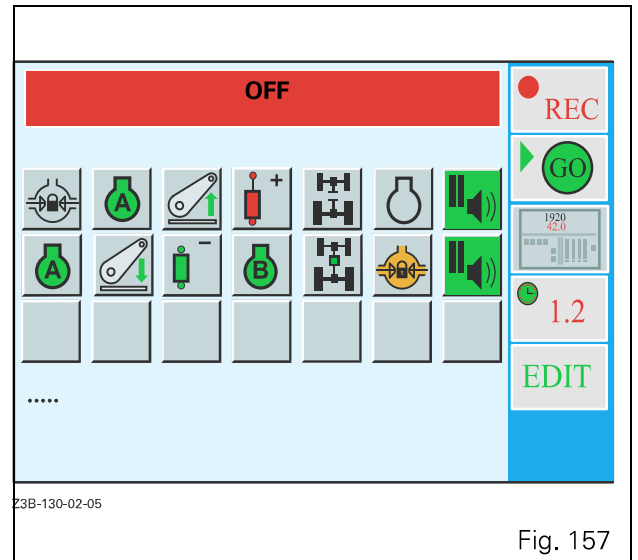 OFF
REC
GO
+
A
1920
42.0
-
A
B
1.2
EDIT
.....
Z3B-130-02-05
Fig. 157